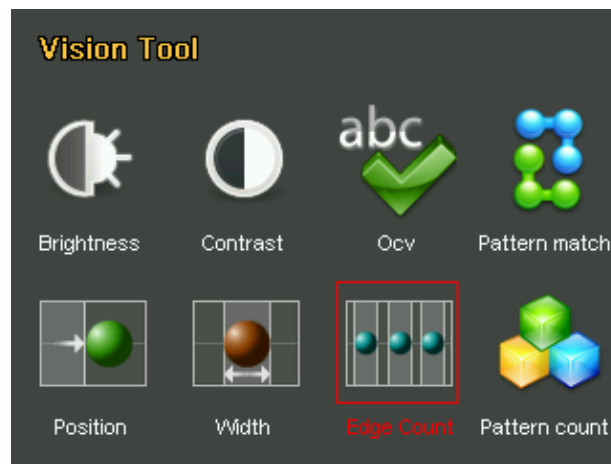 Vision Tool
abc
Brightness Contrast Ocv Pattern match
Position Width Edge Count Pattern count